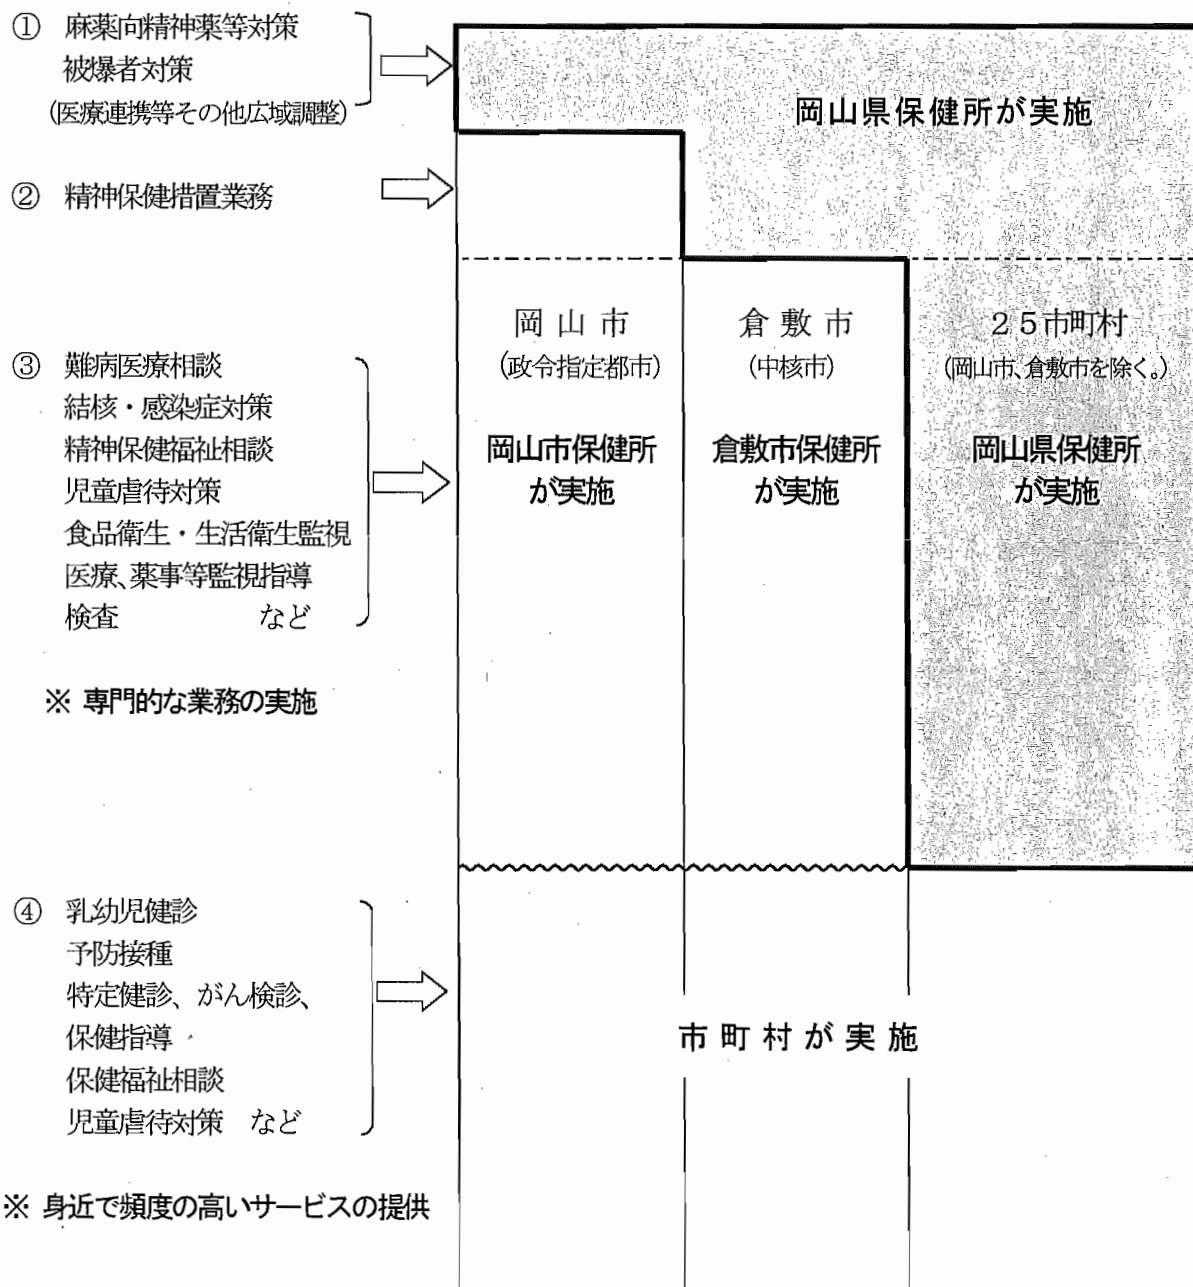 ① 麻薬向精神薬等対策
被爆者対策
(医療連携等その他広域調整)
岡山県保健所が実施
② 精神保健措置業務
岡山市
(政令指定都市)
岡山市保健所
が実施
倉敷市
(中核市)
倉敷市保健所
が実施
25市町村
(岡山市、倉敷市を除く。)
岡山県保健所
が実施
③ 難病医療相談
結核・感染症対策
精神保健福祉相談
児童虐待対策
食品衛生・生活衛生監視
医療、薬事等監視指導
検査 など
※ 専門的な業務の実施
④ 乳幼児健診
予防接種
特定健診、がん検診、
保健指導
保健福祉相談
児童虐待対策 など
市町村が実施
※ 身近で頻度の高いサービスの提供